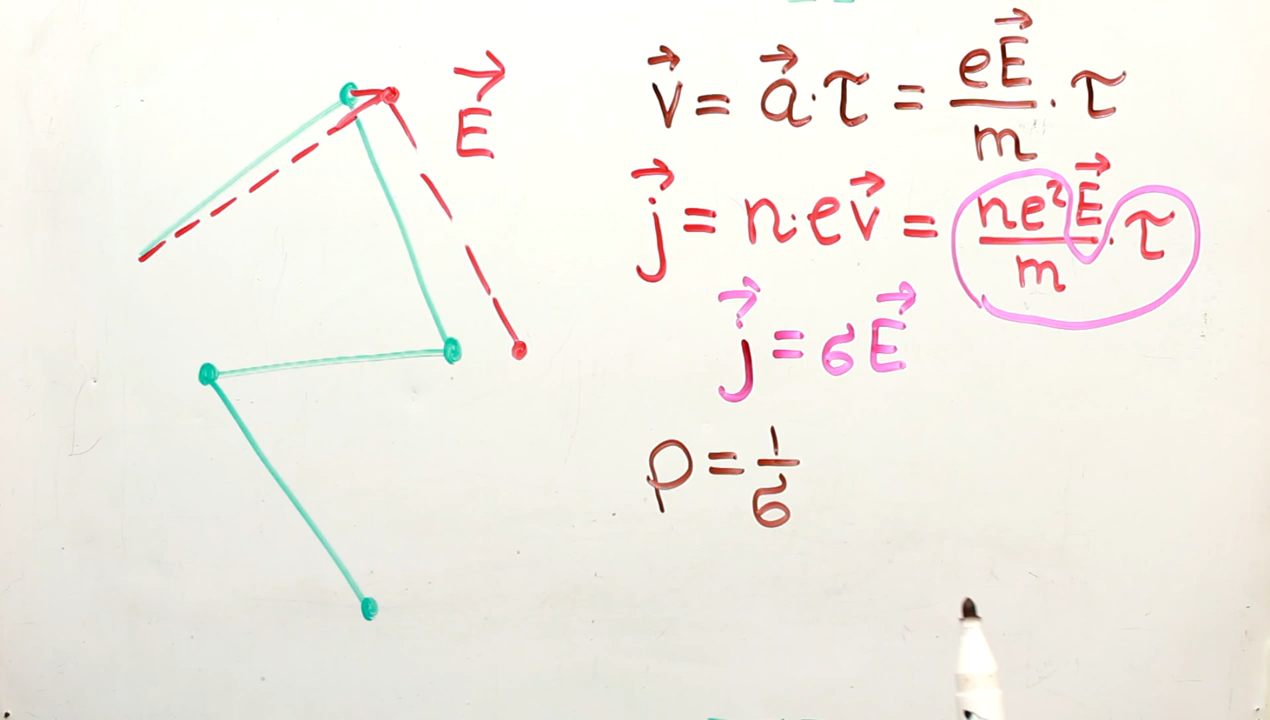 E⃗
v⃗ = a⃗·τ = eE⃗/m · τ
j⃗ = n·ev⃗ = ne²E⃗/m · τ
j⃗ = σE⃗
ρ = 1/σ